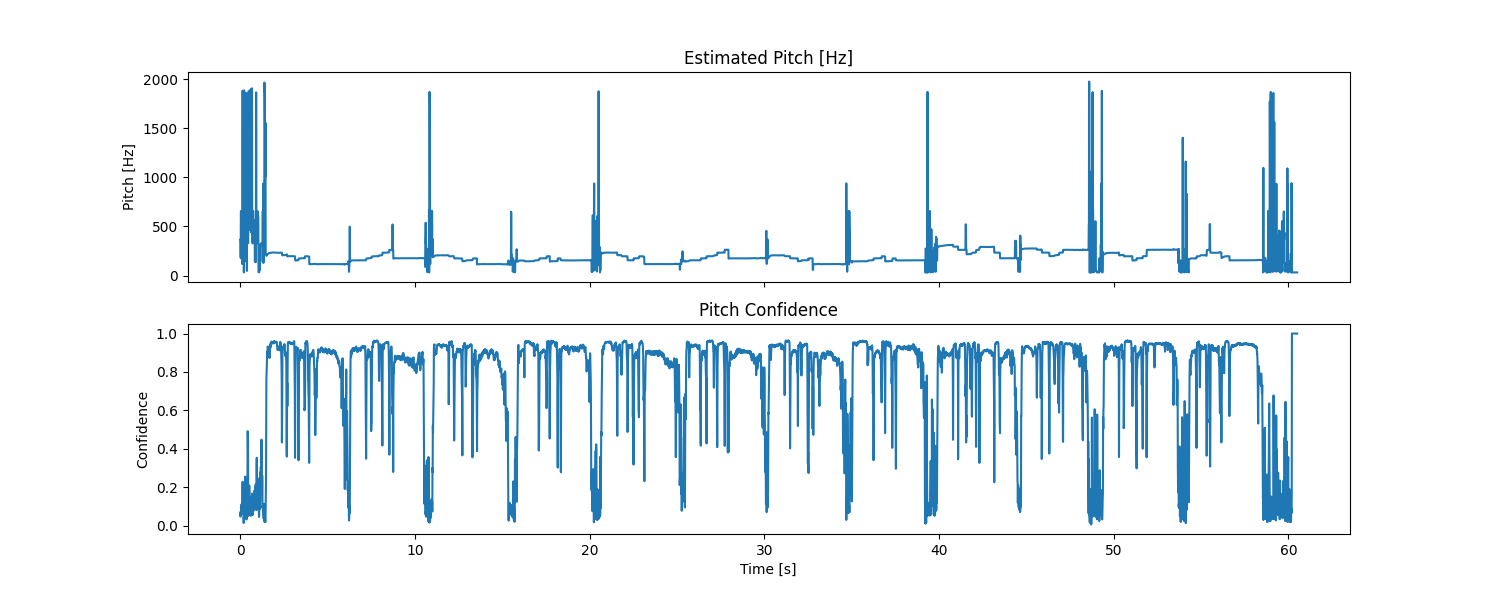 Estimated Pitch [Hz]
2000
1500
1000
500
0
Pitch [Hz]
Pitch Confidence
1.0
0.8
0.6
0.4
0.2
0.0
Confidence
0 10 20 30 40 50 60
Time [s]